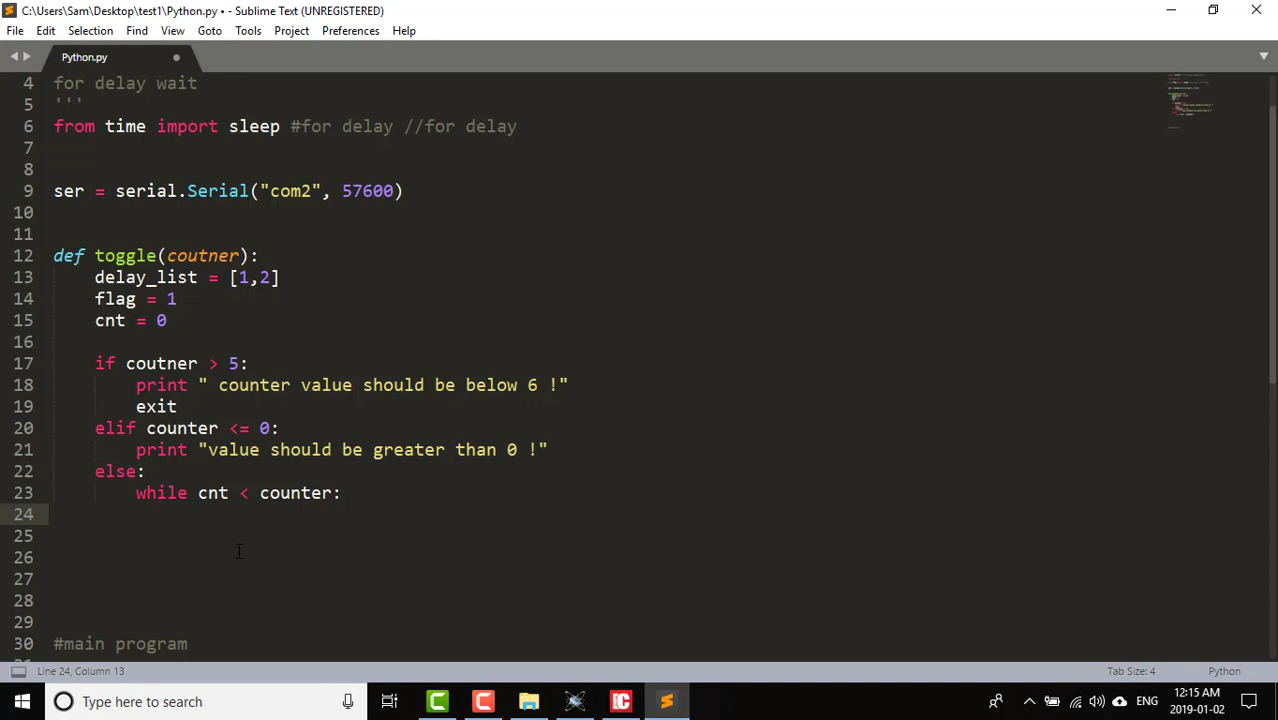 C:\Users\Sam\Desktop\test1\Python.py • - Sublime Text (UNREGISTERED)
File Edit Selection Find View Goto Tools Project Preferences Help
Python.py
4 for delay wait
5 '''
6 from time import sleep #for delay //for delay
7
8
9 ser = serial.Serial("com2", 57600)
10
11
12 def toggle(coutner):
13 delay_list = [1,2]
14 flag = 1
15 cnt = 0
16
17 if coutner > 5:
18 print " counter value should be below 6 !"
19 exit
20 elif counter <= 0:
21 print "value should be greater than 0 !"
22 else:
23 while cnt < counter:
24
25
26
27
28
29
30 #main program
Line 24, Column 13 Tab Size: 4 Python
Type here to search
ENG 12:15 AM
2019-01-02